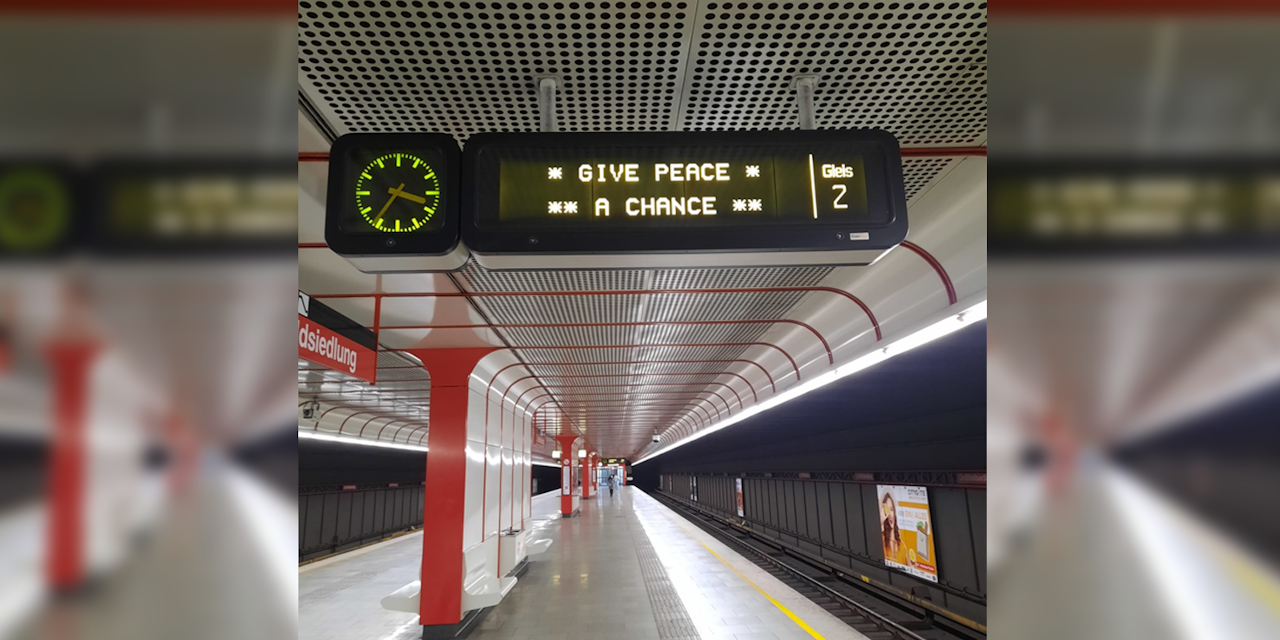 * GIVE PEACE *
** A CHANCE **
Gleis
2
dsiedlung